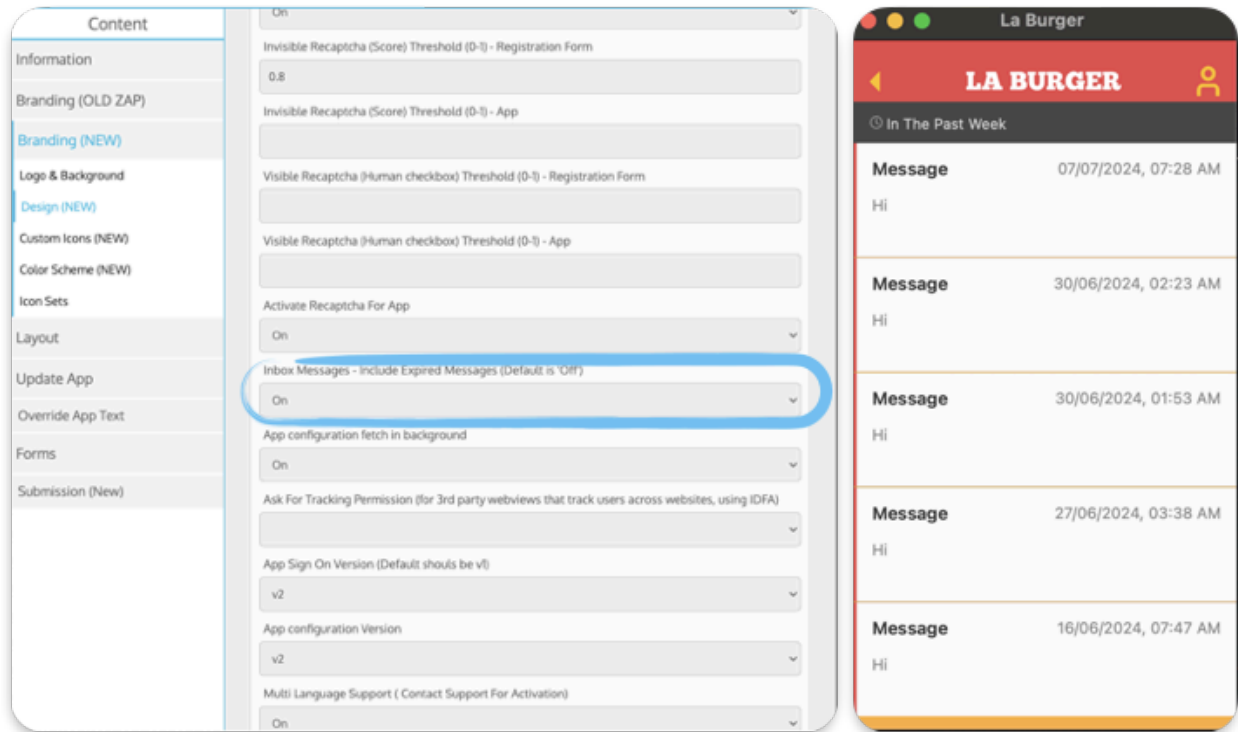 Content
Information
Branding (OLD ZAP)
Branding (NEW)
Logo & Background
Design (NEW)
Custom Icons (NEW)
Color Scheme (NEW)
Icon Sets
Layout
Update App
Override App Text
Forms
Submission (New)
On
Invisible Recaptcha (Score) Threshold (0-1) - Registration Form
0.8
Invisible Recaptcha (Score) Threshold (0-1) - App
Visible Recaptcha (Human checkbox) Threshold (0-1) - Registration Form
Visible Recaptcha (Human checkbox) Threshold (0-1) - App
Activate Recaptcha For App
On
Inbox Messages - Include Expired Messages (Default is 'Off')
On
App configuration fetch in background
On
Ask For Tracking Permission (for 3rd party webviews that track users across websites, using IDFA)
App Sign On Version (Default shouls be v1)
v2
App configuration Version
v2
Multi Language Support ( Contact Support For Activation)
On
La Burger
LA BURGER
In The Past Week
Message 07/07/2024, 07:28 AM
Hi
Message 30/06/2024, 02:23 AM
Hi
Message 30/06/2024, 01:53 AM
Hi
Message 27/06/2024, 03:38 AM
Hi
Message 16/06/2024, 07:47 AM
Hi